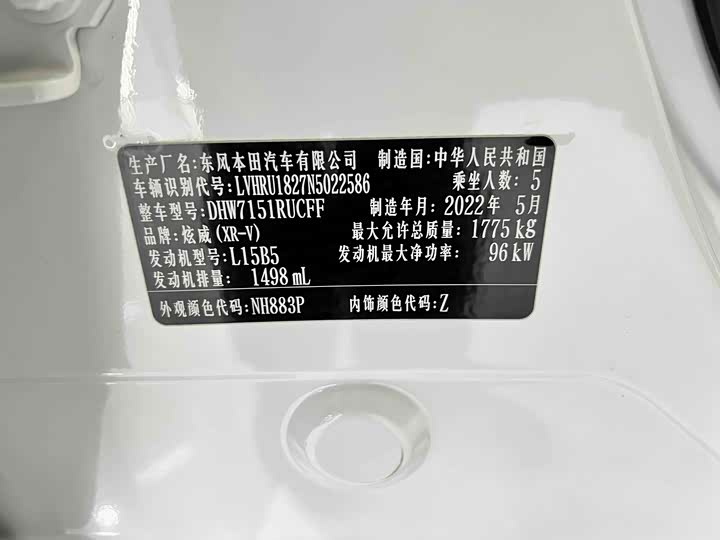 生产厂名:东风本田汽车有限公司 制造国:中华人民共和国
车辆识别代号:LVHRU1827N5022586 乘坐人数: 5
整车型号:DHW7151RUCFF 制造年月:2022年 5月
品牌:炫威(XR-V) 最大允许总质量: 1775kg
发动机型号:L15B5 发动机最大净功率: 96kW
发动机排量: 1498mL
外观颜色代码:NH883P 内饰颜色代码:Z